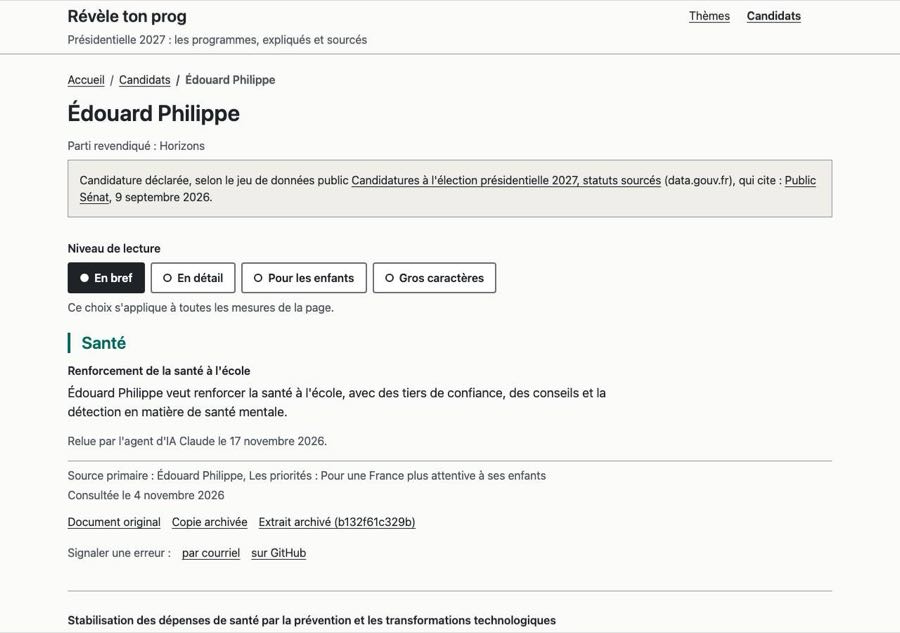 Révèle ton prog
Thèmes Candidats
Présidentielle 2027 : les programmes, expliqués et sourcés
Accueil / Candidats / Édouard Philippe
Édouard Philippe
Parti revendiqué : Horizons
Candidature déclarée, selon le jeu de données public Candidatures à l'élection présidentielle 2027, statuts sourcés (data.gouv.fr), qui cite : Public
Sénat, 9 septembre 2026.
Niveau de lecture
En bref En détail Pour les enfants Gros caractères
Ce choix s'applique à toutes les mesures de la page.
Santé
Renforcement de la santé à l'école
Édouard Philippe veut renforcer la santé à l'école, avec des tiers de confiance, des conseils et la
détection en matière de santé mentale.
Relue par l'agent d'IA Claude le 17 novembre 2026.
Source primaire : Édouard Philippe, Les priorités : Pour une France plus attentive à ses enfants
Consultée le 4 novembre 2026
Document original Copie archivée Extrait archivé (b132f61c329b)
Signaler une erreur : par courriel sur GitHub
Stabilisation des dépenses de santé par la prévention et les transformations technologiques